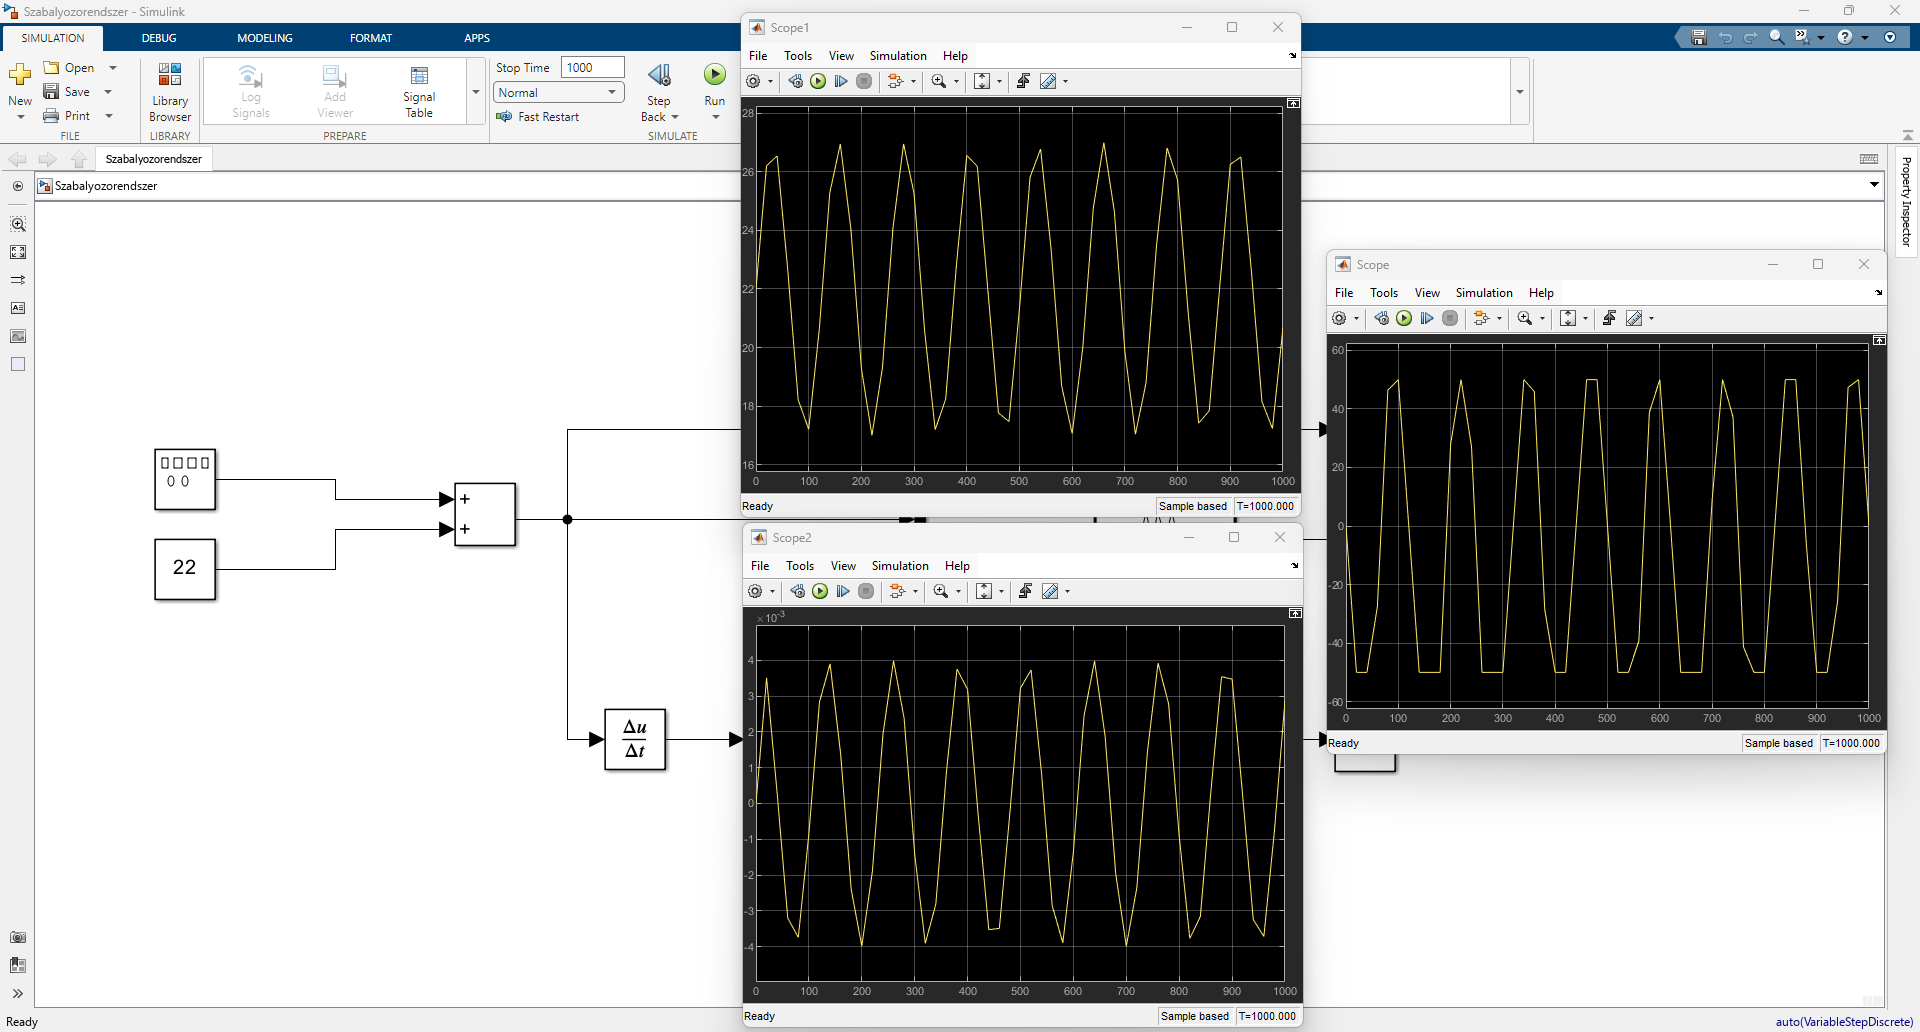 Szabalyozorendszer - Simulink
SIMULATION DEBUG MODELING FORMAT APPS
New
Open
Save
Print
FILE
Library
Browser
LIBRARY
Log
Signals
Add
Viewer
Signal
Table
PREPARE
Stop Time 1000
Normal
Fast Restart
Step
Back
Run
SIMULATE
Szabalyozorendszer
Szabalyozorendszer
Property Inspector
22
+
+
Δu
Δt
Scope1
File Tools View Simulation Help
28
26
24
22
20
18
16
0 100 200 300 400 500 600 700 800 900 1000
Ready Sample based T=1000.000
Scope2
File Tools View Simulation Help
×10-3
4
3
2
1
0
-1
-2
-3
-4
0 100 200 300 400 500 600 700 800 900 1000
Ready Sample based T=1000.000
Scope
File Tools View Simulation Help
60
40
20
0
-20
-40
-60
0 100 200 300 400 500 600 700 800 900 1000
Ready Sample based T=1000.000
Ready auto(VariableStepDiscrete)